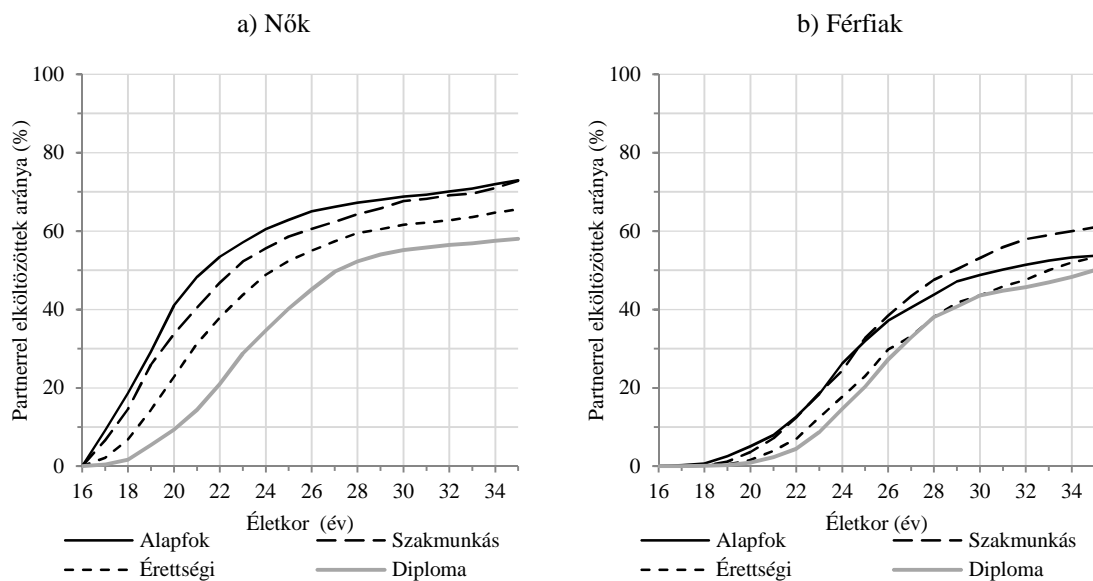 a) Nők
Partnerrel elköltözöttek aránya (%)
100
80
60
40
20
0
16 18 20 22 24 26 28 30 32 34
Életkor (év)
Alapfok
Szakmunkás
Érettségi
Diploma
b) Férfiak
Partnerrel elköltözöttek aránya (%)
100
80
60
40
20
0
16 18 20 22 24 26 28 30 32 34
Életkor (év)
Alapfok
Szakmunkás
Érettségi
Diploma